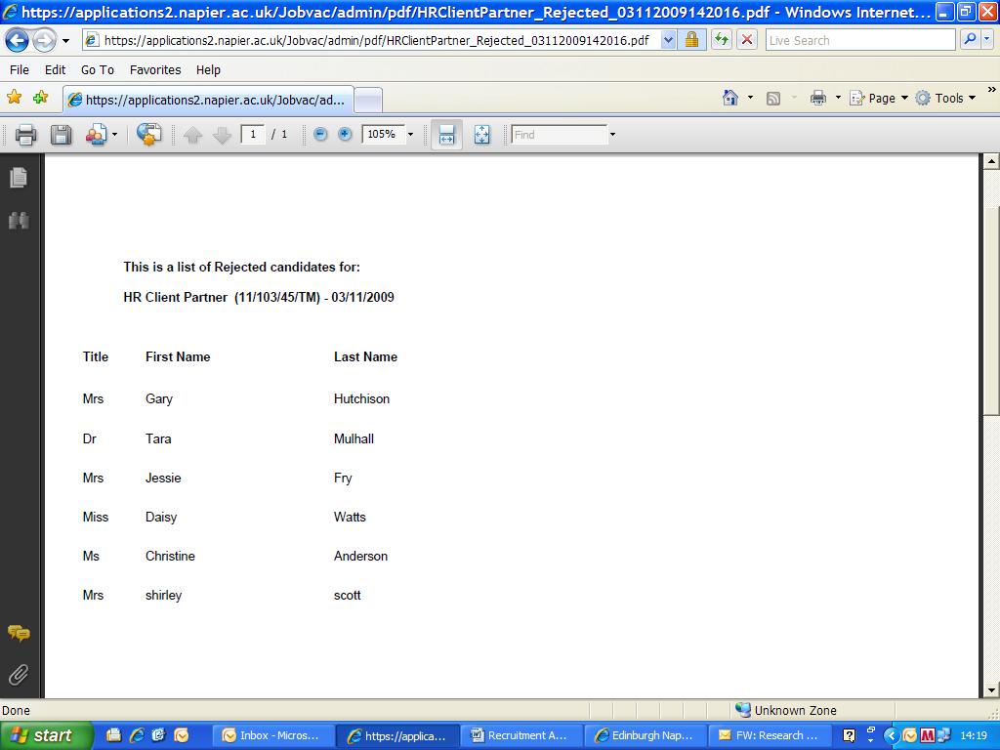 https://applications2.napier.ac.uk/Jobvac/admin/pdf/HRClientPartner_Rejected_03112009142016.pdf - Windows Internet...
https://applications2.napier.ac.uk/Jobvac/admin/pdf/HRClientPartner_Rejected_03112009142016.pdf Live Search
File Edit Go To Favorites Help
https://applications2.napier.ac.uk/Jobvac/ad... Page Tools
1 / 1 105% Find
This is a list of Rejected candidates for:
HR Client Partner (11/103/45/TM) - 03/11/2009
Title First Name Last Name
Mrs Gary Hutchison
Dr Tara Mulhall
Mrs Jessie Fry
Miss Daisy Watts
Ms Christine Anderson
Mrs shirley scott
Done Unknown Zone
start Inbox - Micros... https://applica... Recruitment A... Edinburgh Nap... FW: Research ... 14:19